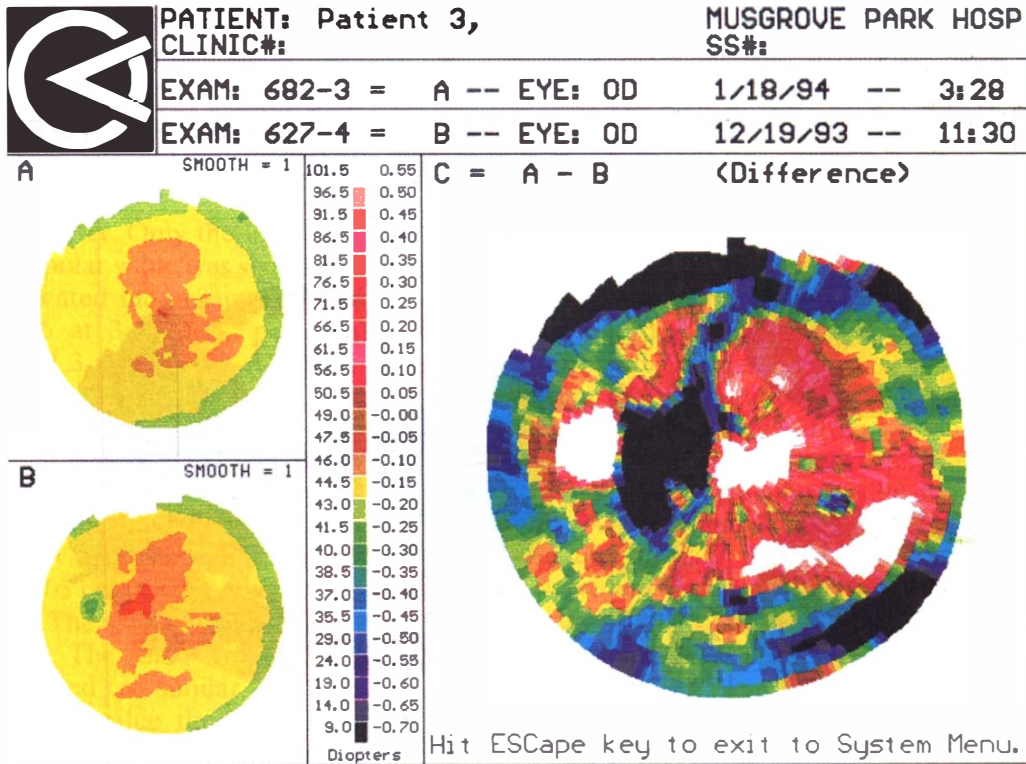 PATIENT: Patient 3, MUSGROVE PARK HOSP
CLINIC#: SS#:
EXAM: 682-3 = A -- EYE: OD 1/18/94 -- 3:28
EXAM: 627-4 = B -- EYE: OD 12/19/93 -- 11:30
A SMOOTH = 1
B SMOOTH = 1
101.5 0.55
96.5 0.50
91.5 0.45
86.5 0.40
81.5 0.35
76.5 0.30
71.5 0.25
66.5 0.20
61.5 0.15
56.5 0.10
50.5 0.05
49.0 -0.00
47.5 -0.05
46.0 -0.10
44.5 -0.15
43.0 -0.20
41.5 -0.25
40.0 -0.30
38.5 -0.35
37.0 -0.40
35.5 -0.45
29.0 -0.50
24.0 -0.55
19.0 -0.60
14.0 -0.65
9.0 -0.70
Diopters
C = A - B (Difference)
Hit ESCape key to exit to System Menu.